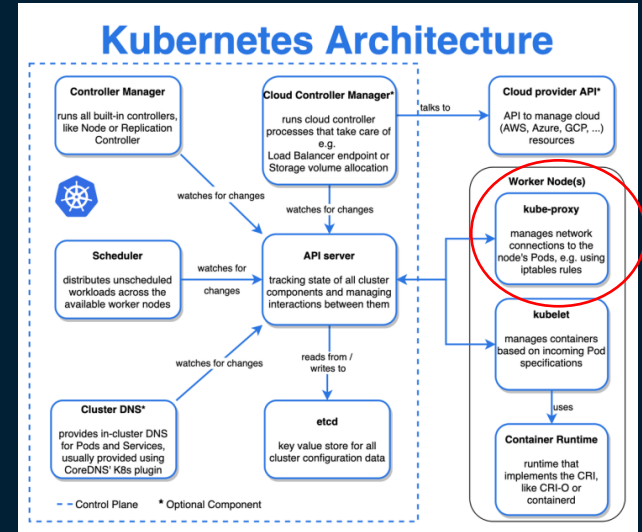 Kubernetes Architecture
Controller Manager
runs all built-in controllers,
like Node or Replication
Controller
Cloud Controller Manager*
runs cloud controller
processes that take care of
e.g.
Load Balancer endpoint or
Storage volume allocation
talks to
Cloud provider API*
API to manage cloud
(AWS, Azure, GCP, ...)
resources
watches for changes
watches for changes
Worker Node(s)
kube-proxy
manages network
connections to the
node's Pods, e.g. using
iptables rules
Scheduler
distributes unscheduled
workloads across the
available worker nodes
watches for
changes
API server
tracking state of all cluster
components and managing
interactions between them
kubelet
manages containers
based on incoming Pod
specifications
watches for changes
reads from /
writes to
uses
Cluster DNS*
provides in-cluster DNS
for Pods and Services,
usually provided using
CoreDNS' K8s plugin
etcd
key value store for all
cluster configuration data
Container Runtime
runtime that
implements the CRI,
like CRI-O or
containerd
Control Plane
* Optional Component